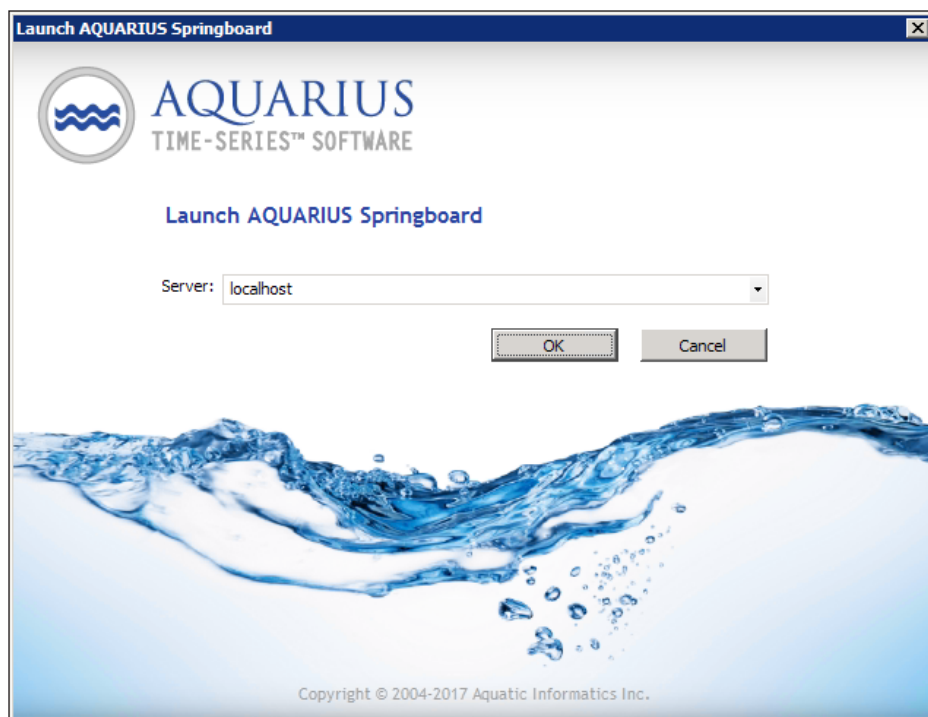 Launch AQUARIUS Springboard
AQUARIUS
TIME-SERIES™ SOFTWARE
Launch AQUARIUS Springboard
Server: localhost
OK Cancel
Copyright © 2004-2017 Aquatic Informatics Inc.